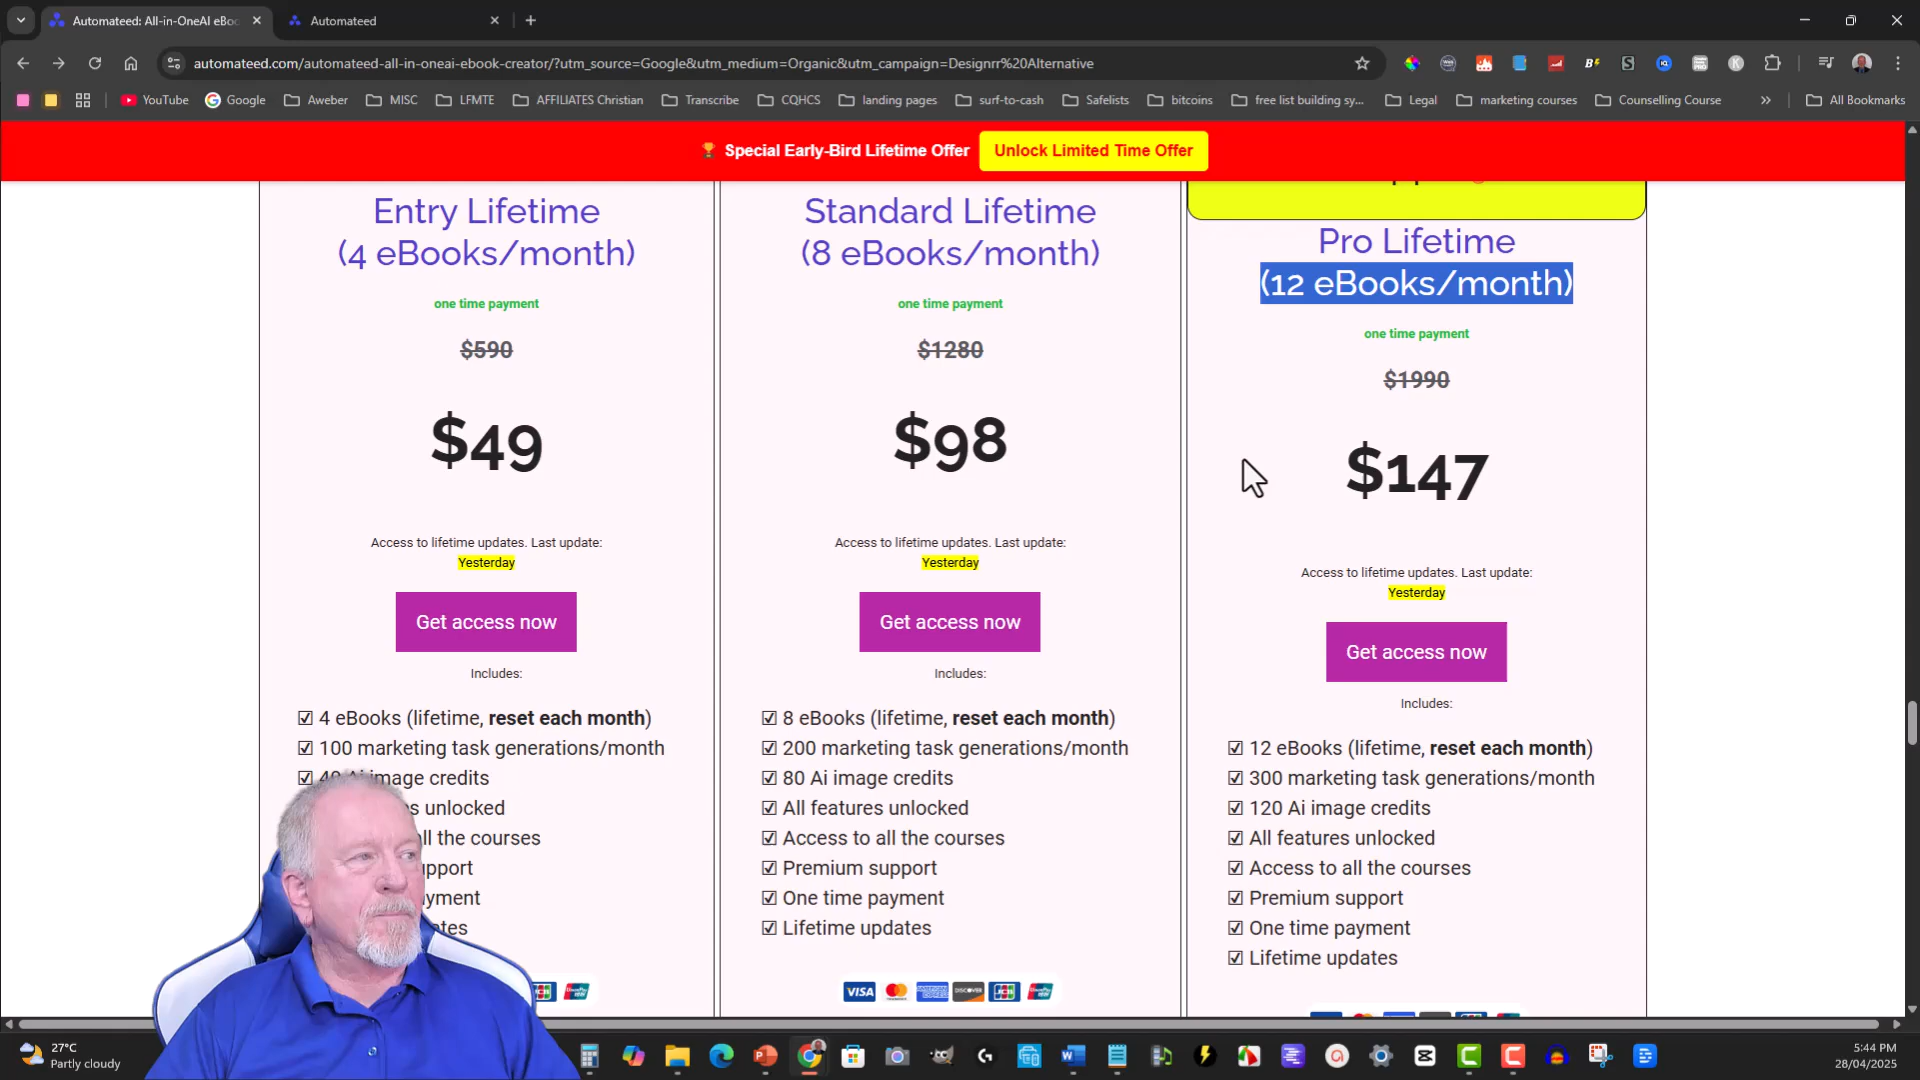 Automateed: All-in-OneAI eBoo
Automateed
automateed.com/automateed-all-in-oneai-ebook-creator/?utm_source=Google&utm_medium=Organic&utm_campaign=Designrr%20Alternative
YouTube
Google
Aweber
MISC
LFMTE
AFFILIATES Christian
Transcribe
CQHCS
landing pages
surf-to-cash
Safelists
bitcoins
free list building sy...
Legal
marketing courses
Counselling Course
All Bookmarks
Special Early-Bird Lifetime Offer
Unlock Limited Time Offer
Entry Lifetime
(4 eBooks/month)
one time payment
$590
$49
Access to lifetime updates. Last update:
Yesterday
Get access now
Includes:
4 eBooks (lifetime, reset each month)
100 marketing task generations/month
image credits
unlocked
all the courses
Standard Lifetime
(8 eBooks/month)
one time payment
$1280
$98
Access to lifetime updates. Last update:
Yesterday
Get access now
Includes:
8 eBooks (lifetime, reset each month)
200 marketing task generations/month
80 Ai image credits
All features unlocked
Access to all the courses
Premium support
One time payment
Lifetime updates
VISA
DISCOVER
JCB
Pro Lifetime
(12 eBooks/month)
one time payment
$1990
$147
Access to lifetime updates. Last update:
Yesterday
Get access now
Includes:
12 eBooks (lifetime, reset each month)
300 marketing task generations/month
120 Ai image credits
All features unlocked
Access to all the courses
Premium support
One time payment
Lifetime updates
27°C
Partly cloudy
5:44 PM
28/04/2025